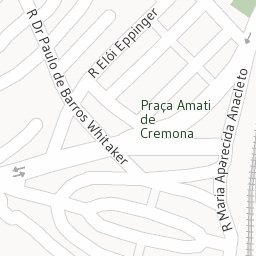 R Dr Paulo de Barros Whitaker
R Elói Eppinger
Praça Amati
de
Cremona
R Maria Aparecida Anacleto